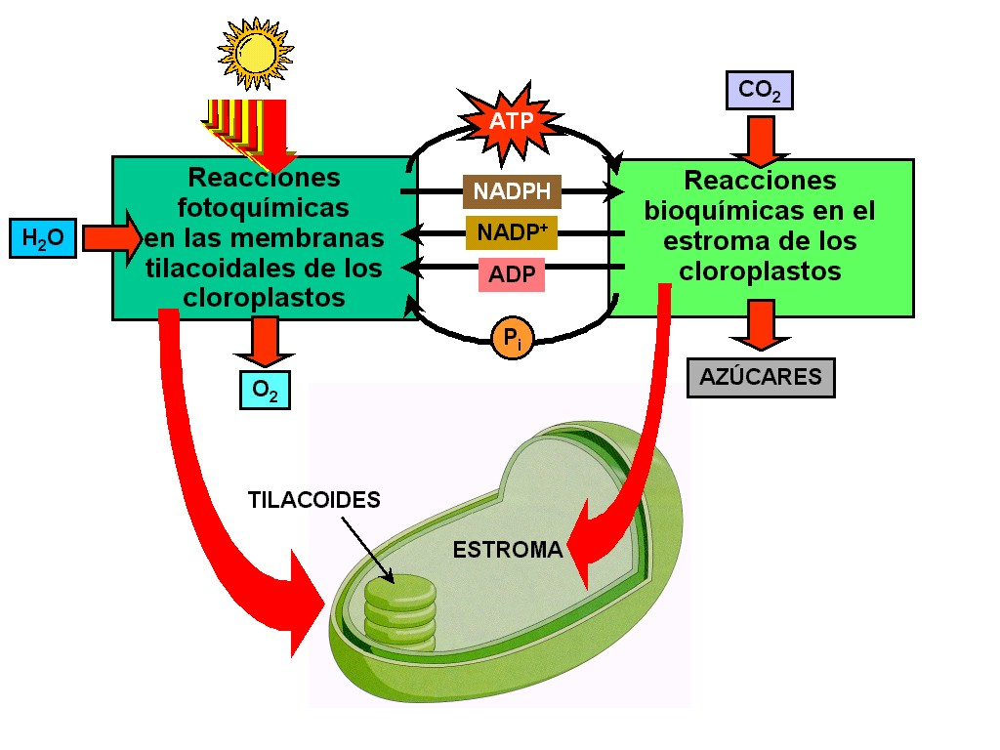 CO₂
ATP
Reacciones
fotoquímicas
en las membranas
tilacoidales de los
cloroplastos
H₂O
NADPH
NADP⁺
ADP
Pᵢ
Reacciones
bioquímicas en el
estroma de los
cloroplastos
O₂
AZÚCARES
TILACOIDES
ESTROMA